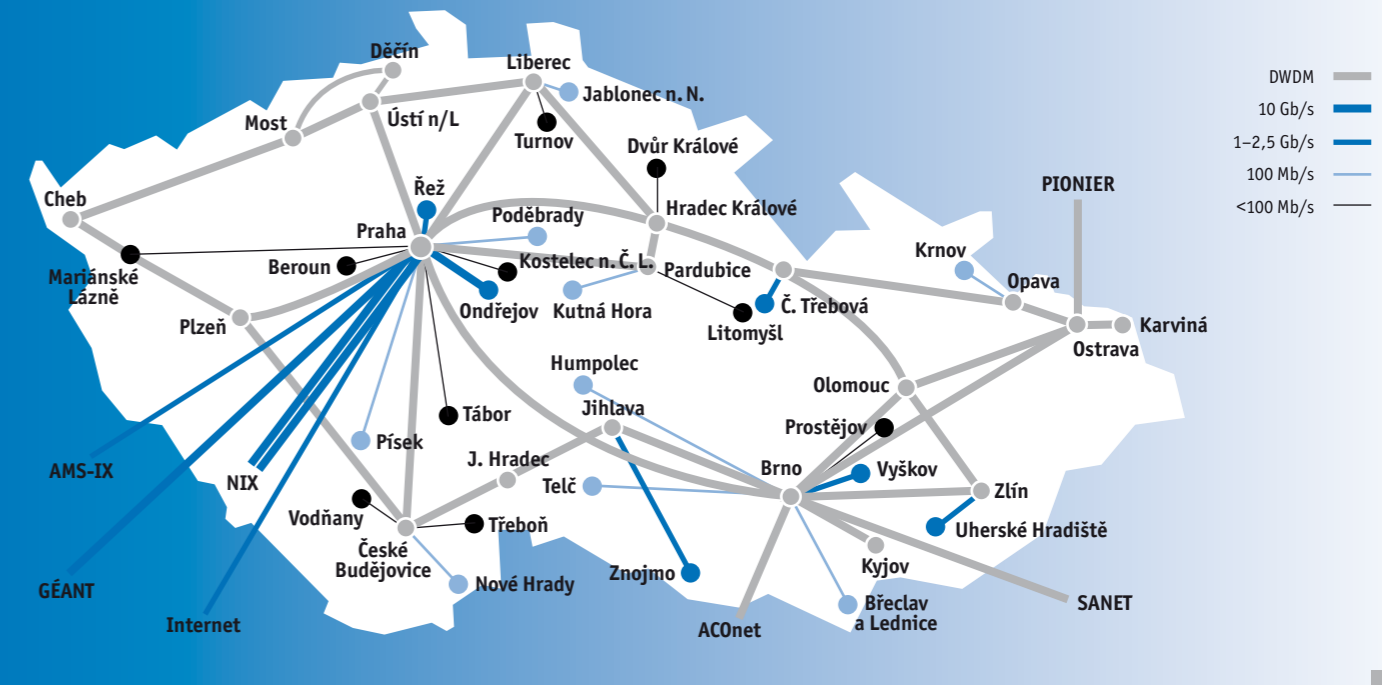 Děčín
Liberec
Jablonec n. N.
Most
Ústí n/L
Turnov
Dvůr Králové
Cheb
Řež
Poděbrady
Hradec Králové
Praha
Mariánské
Lázně
Beroun
Kostelec n. Č. L.
Pardubice
Ondřejov
Kutná Hora
Litomyšl
Č. Třebová
Krnov
Opava
PIONIER
Karviná
Ostrava
Plzeň
Humpolec
Jihlava
Olomouc
Prostějov
Tábor
Písek
J. Hradec
Telč
Brno
Vyškov
Zlín
AMS-IX
NIX
Vodňany
Třeboň
České
Budějovice
Nové Hrady
Znojmo
Uherské Hradiště
Kyjov
Břeclav
a Lednice
GÉANT
Internet
ACOnet
SANET
DWDM
10 Gb/s
1–2,5 Gb/s
100 Mb/s
<100 Mb/s